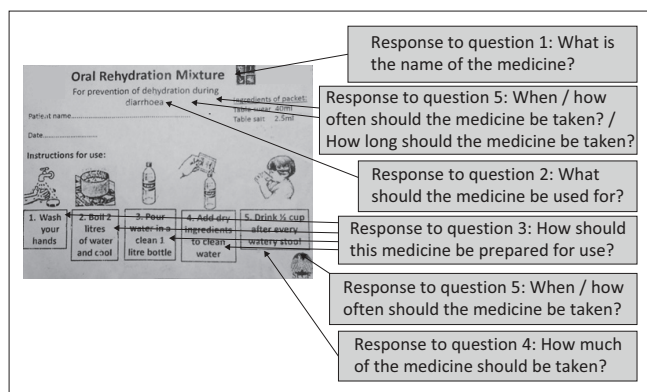 Oral Rehydration Mixture
For prevention of dehydration during
diarrhoea
Ingredients of packet:
Table sugar 40ml
Table salt 2.5ml
Patient name
Date
Instructions for use:
1. Wash
your
hands
2. Boil 2
litres
of water
and cool
3. Pour
water in a
clean 1
litre bottle
4. Add dry
ingredients
to clean
water
5. Drink ½ cup
after every
watery stool
Response to question 1: What is
the name of the medicine?
Response to question 5: When / how
often should the medicine be taken? /
How long should the medicine be taken?
Response to question 2: What
should the medicine be used for?
Response to question 3: How should
this medicine be prepared for use?
Response to question 5: When / how
often should the medicine be taken?
Response to question 4: How much
of the medicine should be taken?